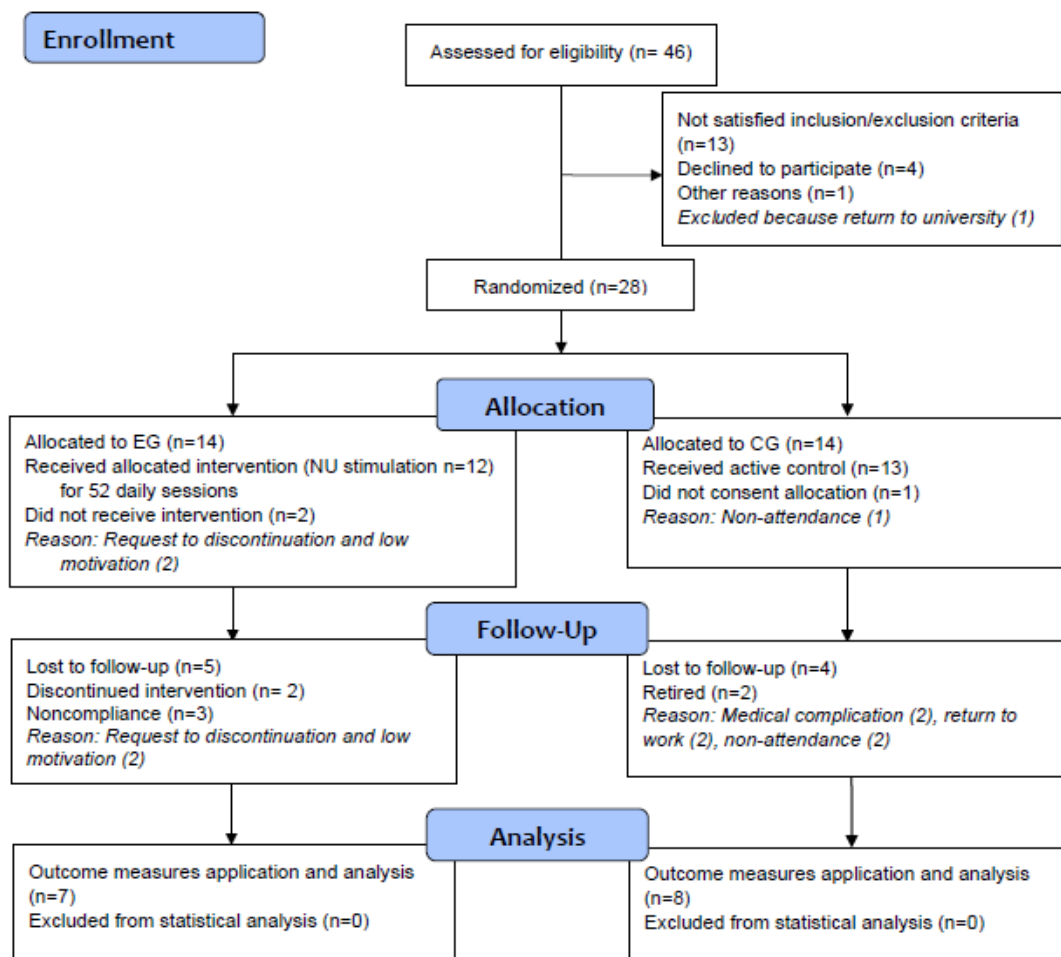 Enrollment
Assessed for eligibility (n= 46)
Not satisfied inclusion/exclusion criteria
(n=13)
Declined to participate (n=4)
Other reasons (n=1)
Excluded because return to university (1)
Randomized (n=28)
Allocation
Allocated to EG (n=14)
Received allocated intervention (NU stimulation n=12)
for 52 daily sessions
Did not receive intervention (n=2)
Reason: Request to discontinuation and low
motivation (2)
Allocated to CG (n=14)
Received active control (n=13)
Did not consent allocation (n=1)
Reason: Non-attendance (1)
Follow-Up
Lost to follow-up (n=5)
Discontinued intervention (n= 2)
Noncompliance (n=3)
Reason: Request to discontinuation and low
motivation (2)
Lost to follow-up (n=4)
Retired (n=2)
Reason: Medical complication (2), return to
work (2), non-attendance (2)
Analysis
Outcome measures application and analysis
(n=7)
Excluded from statistical analysis (n=0)
Outcome measures application and analysis
(n=8)
Excluded from statistical analysis (n=0)